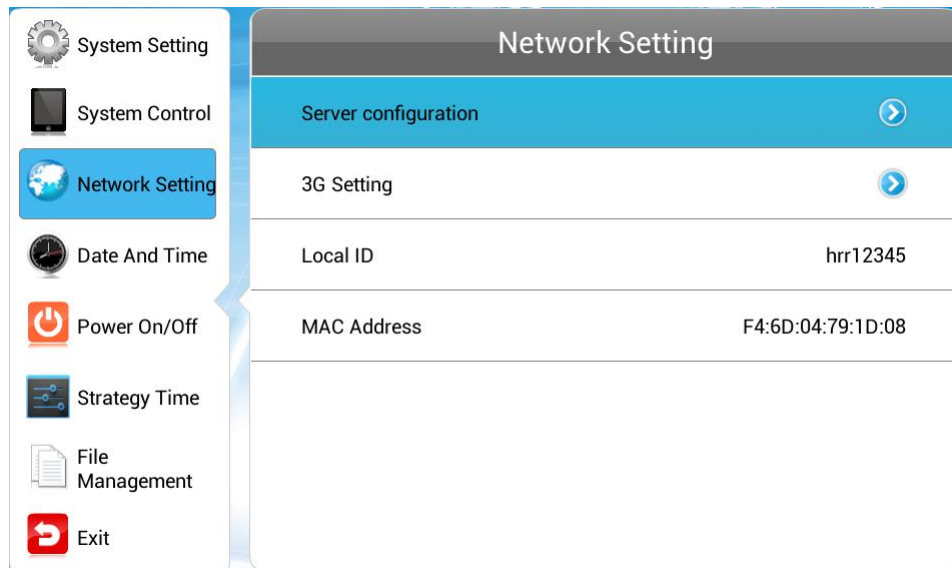 System Setting
System Control
Network Setting
Date And Time
Power On/Off
Strategy Time
File
Management
Exit
Network Setting
Server configuration
3G Setting
Local ID hrr12345
MAC Address F4:6D:04:79:1D:08